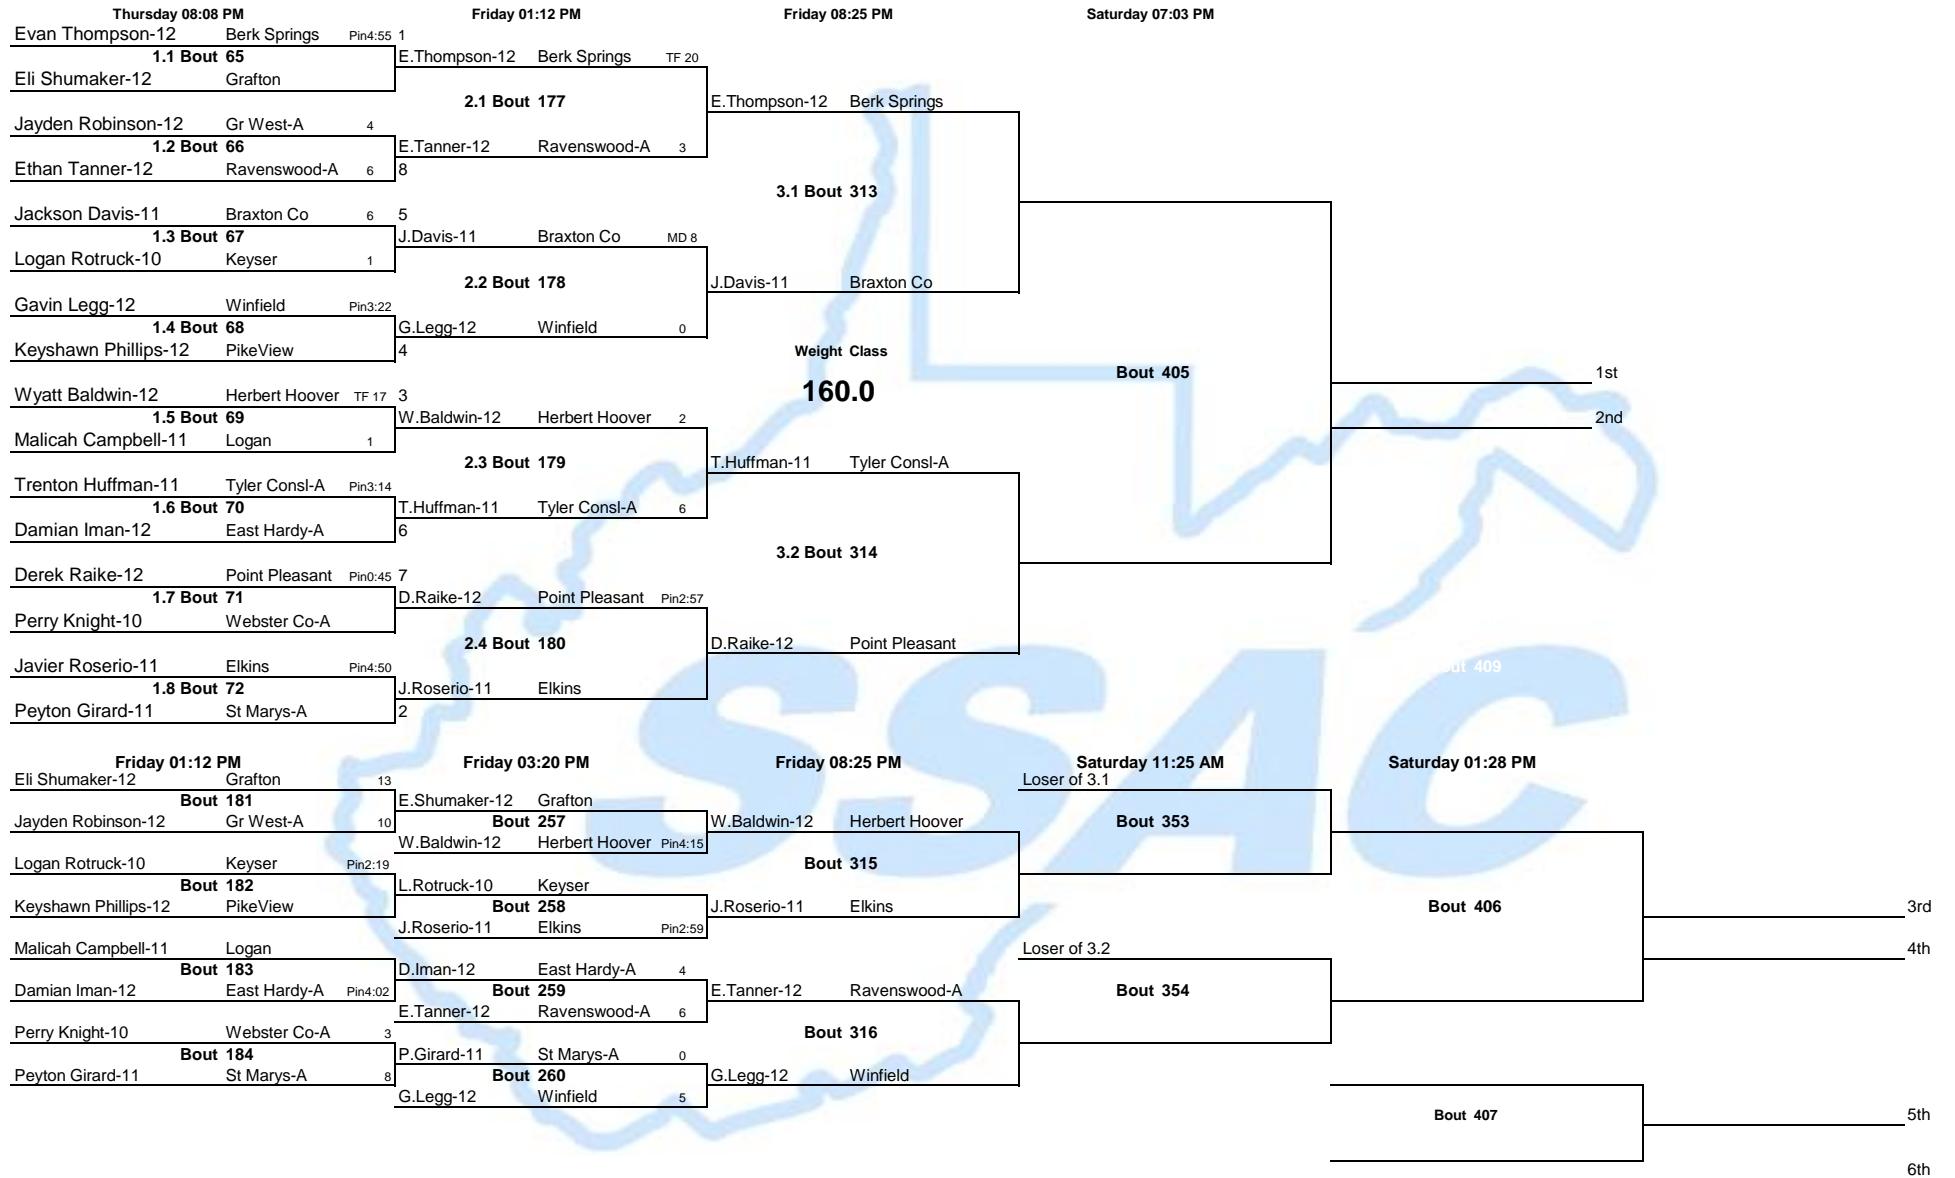 Thursday 08:08 PM Friday 01:12 PM Friday 08:25 PM Saturday 07:03 PM
Evan Thompson-12 Berk Springs Pin4:55 1
1.1 Bout 65 E.Thompson-12 Berk Springs TF 20
Eli Shumaker-12 Grafton
2.1 Bout 177 E.Thompson-12 Berk Springs
Jayden Robinson-12 Gr West-A 4
1.2 Bout 66 E.Tanner-12 Ravenswood-A 3
Ethan Tanner-12 Ravenswood-A 6 8
3.1 Bout 313
Jackson Davis-11 Braxton Co 6 5
1.3 Bout 67 J.Davis-11 Braxton Co MD 8
Logan Rotruck-10 Keyser 1
2.2 Bout 178 J.Davis-11 Braxton Co
Gavin Legg-12 Winfield Pin3:22
1.4 Bout 68 G.Legg-12 Winfield 0
Keyshawn Phillips-12 PikeView 4
Weight Class
Bout 405 1st
160.0
Wyatt Baldwin-12 Herbert Hoover TF 17 3
1.5 Bout 69 W.Baldwin-12 Herbert Hoover 2 2nd
Malicah Campbell-11 Logan 1
2.3 Bout 179 T.Huffman-11 Tyler Consl-A
Trenton Huffman-11 Tyler Consl-A Pin3:14
1.6 Bout 70 T.Huffman-11 Tyler Consl-A 6
Damian Iman-12 East Hardy-A 6
3.2 Bout 314
Derek Raike-12 Point Pleasant Pin0:45 7
1.7 Bout 71 D.Raike-12 Point Pleasant Pin2:57
Perry Knight-10 Webster Co-A
2.4 Bout 180 D.Raike-12 Point Pleasant
Javier Roserio-11 Elkins Pin4:50 409
1.8 Bout 72 J.Roserio-11 Elkins
Peyton Girard-11 St Marys-A 2
SSAC
Friday 01:12 PM Friday 03:20 PM Friday 08:25 PM Saturday 11:25 AM Saturday 01:28 PM
Eli Shumaker-12 Grafton 13 Loser of 3.1
Bout 181 E.Shumaker-12 Grafton
Jayden Robinson-12 Gr West-A 10 Bout 257 W.Baldwin-12 Herbert Hoover Bout 353
W.Baldwin-12 Herbert Hoover Pin4:15
Logan Rotruck-10 Keyser Pin2:19 Bout 315
Bout 182 L.Rotruck-10 Keyser
Keyshawn Phillips-12 PikeView Bout 258 J.Roserio-11 Elkins Bout 406 3rd
J.Roserio-11 Elkins Pin2:59
Malicah Campbell-11 Logan Loser of 3.2 4th
Bout 183 D.Iman-12 East Hardy-A 4
Damian Iman-12 East Hardy-A Pin4:02 Bout 259 E.Tanner-12 Ravenswood-A Bout 354
E.Tanner-12 Ravenswood-A 6
Perry Knight-10 Webster Co-A 3 Bout 316
Bout 184 P.Girard-11 St Marys-A 0
Peyton Girard-11 St Marys-A 8 Bout 260 G.Legg-12 Winfield
G.Legg-12 Winfield 5
Bout 407 5th
6th